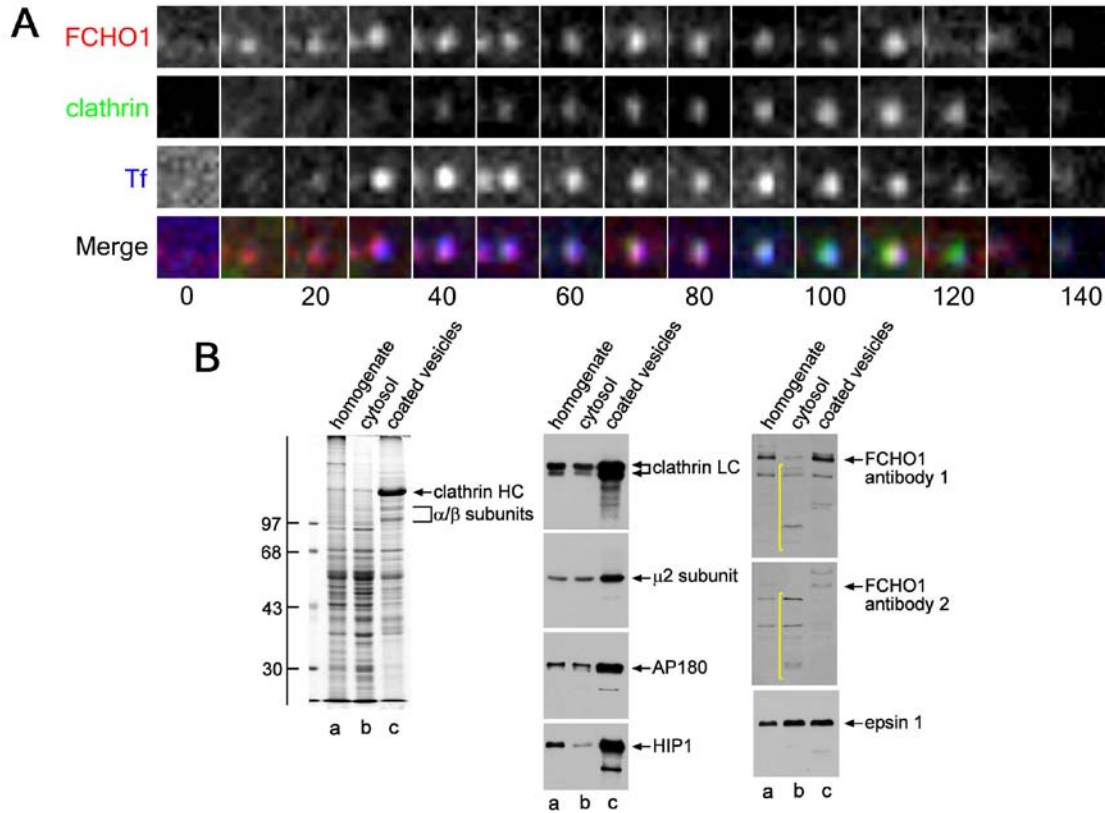 A
FCHO1
clathrin
Tf
Merge
0 20 40 60 80 100 120 140
B
homogenate
cytosol
coated vesicles
clathrin HC
α/β subunits
97
68
43
30
a b c
homogenate
cytosol
coated vesicles
clathrin LC
μ2 subunit
AP180
HIP1
a b c
homogenate
cytosol
coated vesicles
FCHO1
antibody 1
FCHO1
antibody 2
epsin 1
a b c